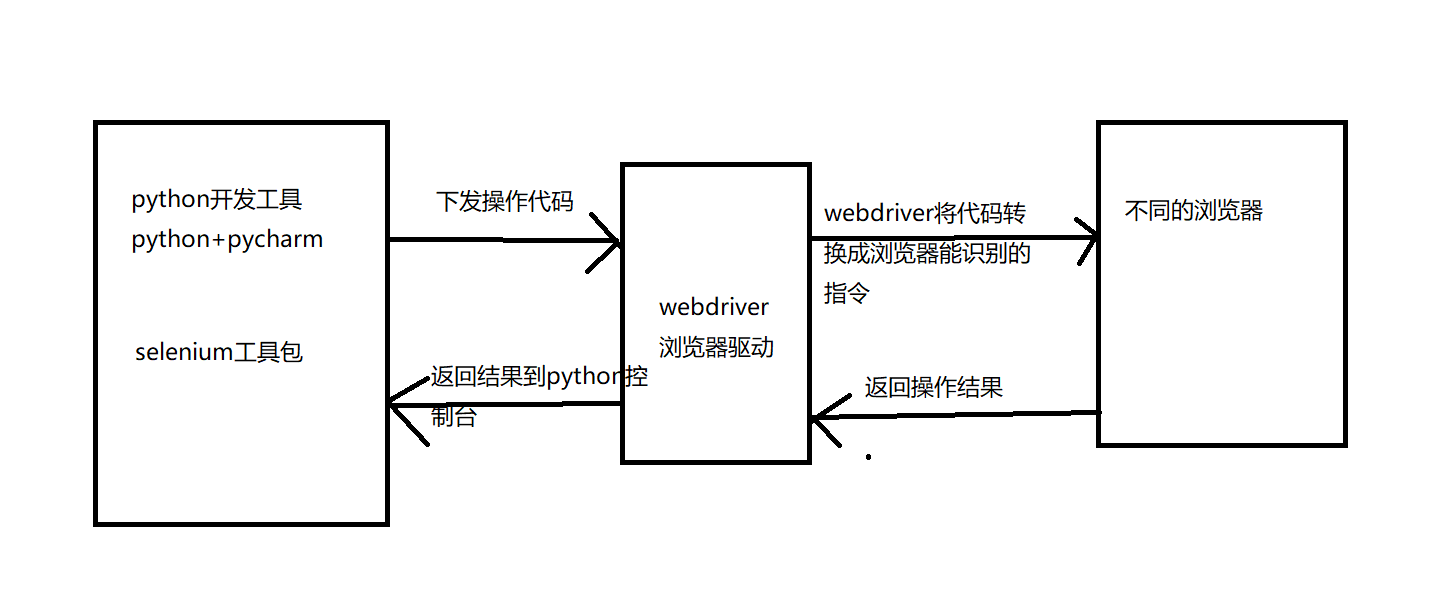 python开发工具
python+pycharm
selenium工具包
下发操作代码
返回结果到python控
制台
webdriver
浏览器驱动
webdriver将代码转
换成浏览器能识别的
指令
返回操作结果
不同的浏览器